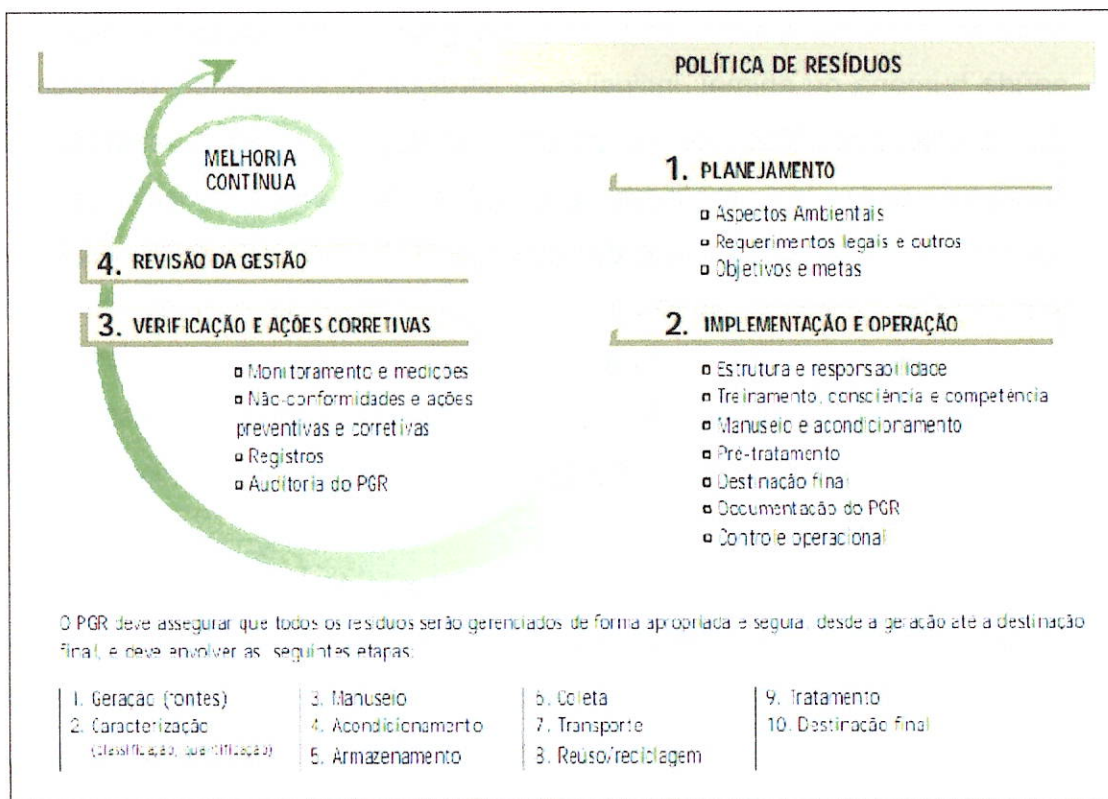 POLÍTICA DE RESÍDUOS
MELHORIA
CONTÍNUA
1. PLANEJAMENTO
▫ Aspectos Ambientais
▫ Requerimentos legais e outros
▫ Objetivos e metas
2. IMPLEMENTAÇÃO E OPERAÇÃO
▫ Estrutura e responsabilidade
▫ Treinamento, consciência e competência
▫ Manuseio e acondicionamento
▫ Pré-tratamento
▫ Destinação final
▫ Documentação do PGR
▫ Controle operacional
3. VERIFICAÇÃO E AÇÕES CORRETIVAS
▫ Monitoramento e medições
▫ Não-conformidades e ações
preventivas e corretivas
▫ Registros
▫ Auditoria do PGR
4. REVISÃO DA GESTÃO
O PGR deve assegurar que todos os resíduos serão gerenciados de forma apropriada e segura, desde a geração até a destinação
final, e deve envolver as seguintes etapas:
1. Geração (fontes)
2. Caracterização
(classificação, quantificação)
3. Manuseio
4. Acondicionamento
5. Armazenamento
6. Coleta
7. Transporte
8. Reuso/reciclagem
9. Tratamento
10. Destinação final